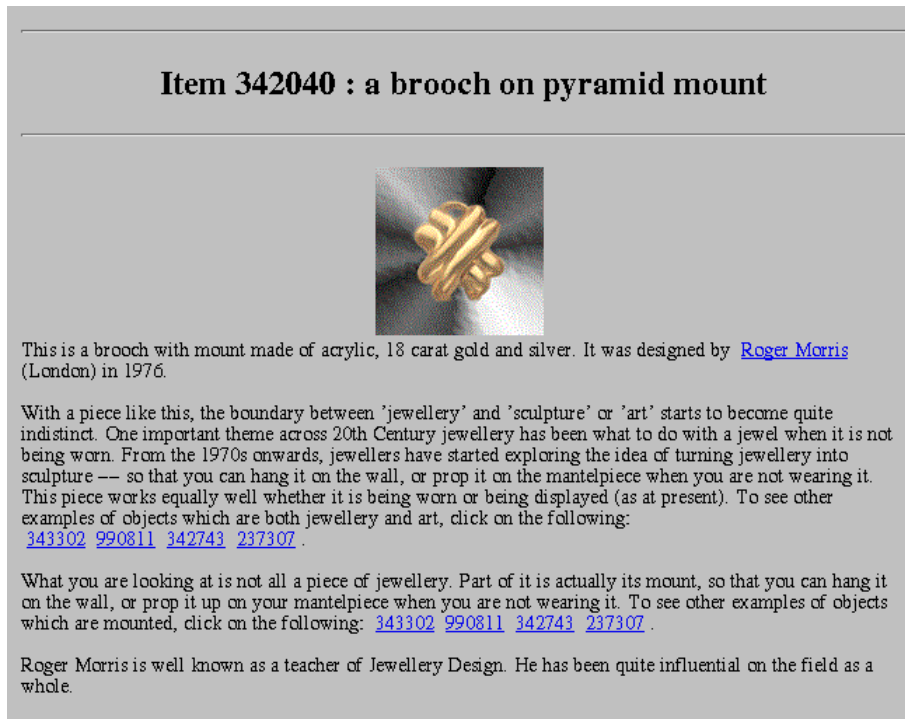 Item 342040 : a brooch on pyramid mount
This is a brooch with mount made of acrylic, 18 carat gold and silver. It was designed by Roger Morris
(London) in 1976.
With a piece like this, the boundary between ’jewellery’ and ’sculpture’ or ’art’ starts to become quite
indistinct. One important theme across 20th Century jewellery has been what to do with a jewel when it is not
being worn. From the 1970s onwards, jewellers have started exploring the idea of turning jewellery into
sculpture −− so that you can hang it on the wall, or prop it on the mantelpiece when you are not wearing it.
This piece works equally well whether it is being worn or being displayed (as at present). To see other
examples of objects which are both jewellery and art, click on the following:
343302 990811 342743 237307 .
What you are looking at is not all a piece of jewellery. Part of it is actually its mount, so that you can hang it
on the wall, or prop it up on your mantelpiece when you are not wearing it. To see other examples of objects
which are mounted, click on the following: 343302 990811 342743 237307 .
Roger Morris is well known as a teacher of Jewellery Design. He has been quite influential on the field as a
whole.